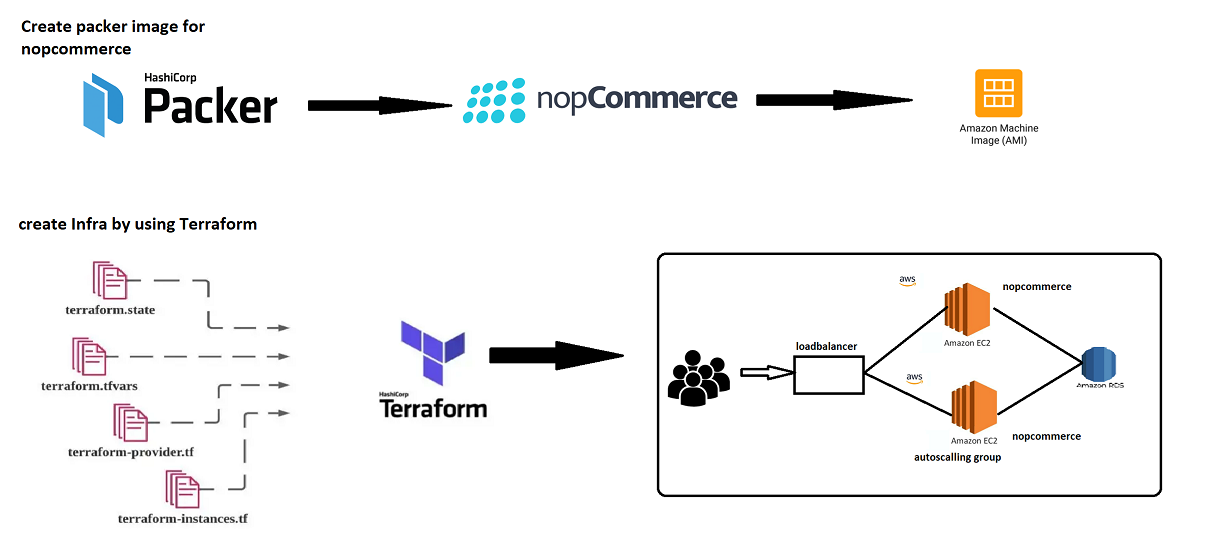 Create packer image for
nopcommerce
HashiCorp
Packer
nopCommerce
Amazon Machine
Image (AMI)
create Infra by using Terraform
terraform.state
terraform.tfvars
terraform-provider.tf
terraform-instances.tf
HashiCorp
Terraform
loadbalancer
aws
nopcommerce
Amazon EC2
aws
Amazon EC2
nopcommerce
autoscalling group
Amazon RDS